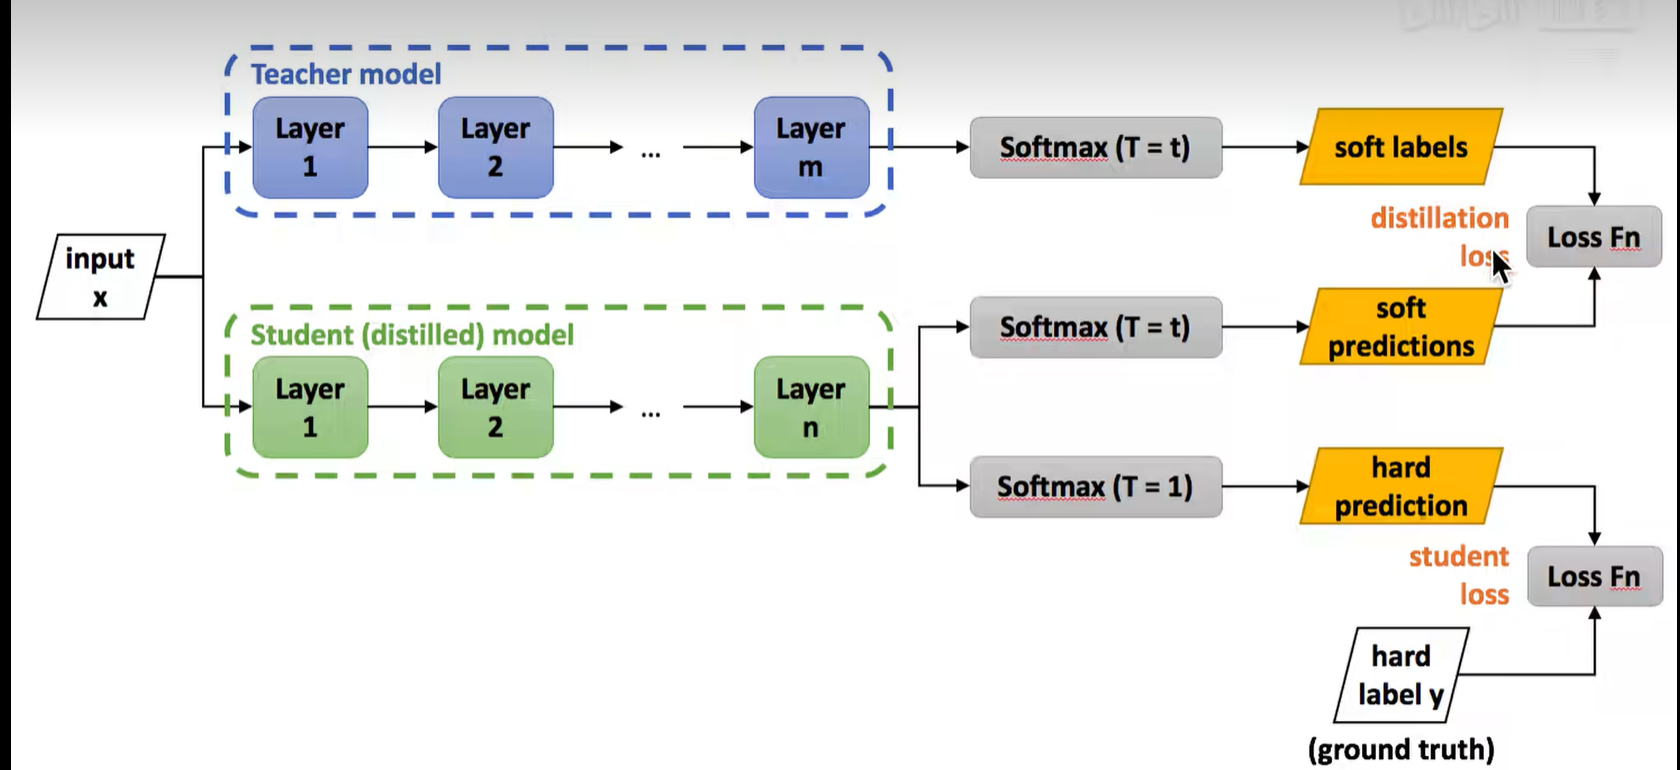 Teacher model
Layer
1
Layer
2
...
Layer
m
Softmax (T = t)
soft labels
input
x
distillation
loss
Loss Fn
Student (distilled) model
Layer
1
Layer
2
...
Layer
n
Softmax (T = t)
soft
predictions
Softmax (T = 1)
hard
prediction
student
loss
Loss Fn
hard
label y
(ground truth)